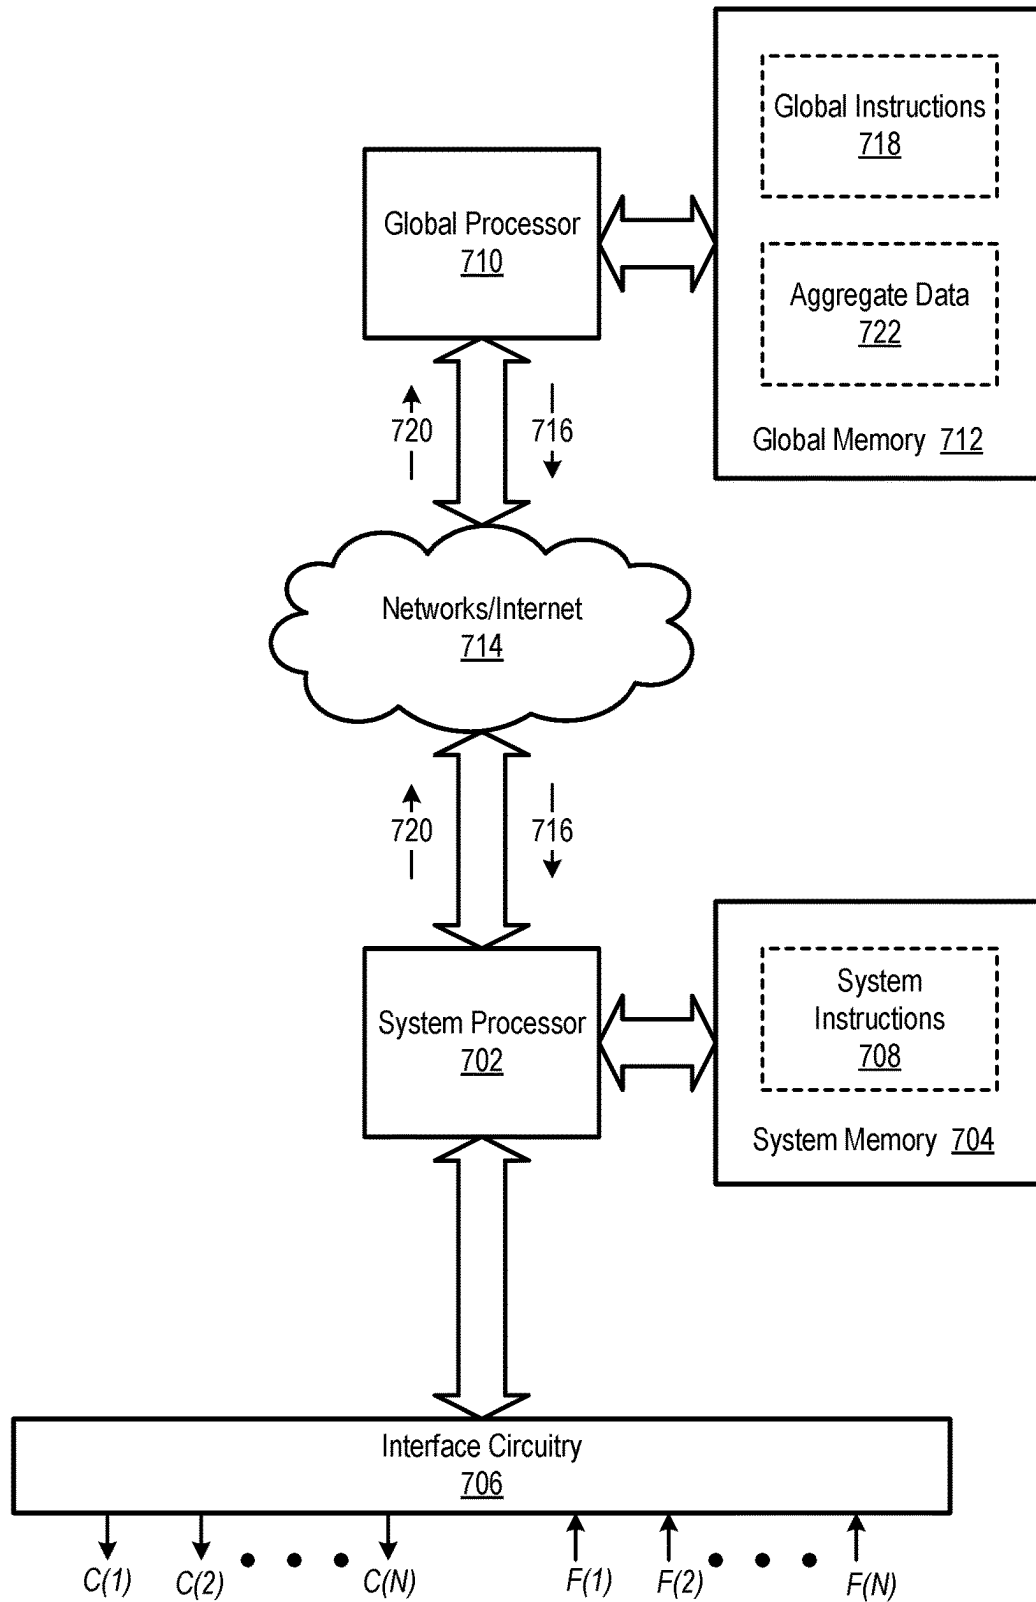 Global Instructions
718
Global Processor
710
Aggregate Data
722
720
716
Global Memory 712
Networks/Internet
714
720
716
System
Instructions
708
System Processor
702
System Memory 704
Interface Circuitry
706
C(1) C(2) C(N) F(1) F(2) F(N)